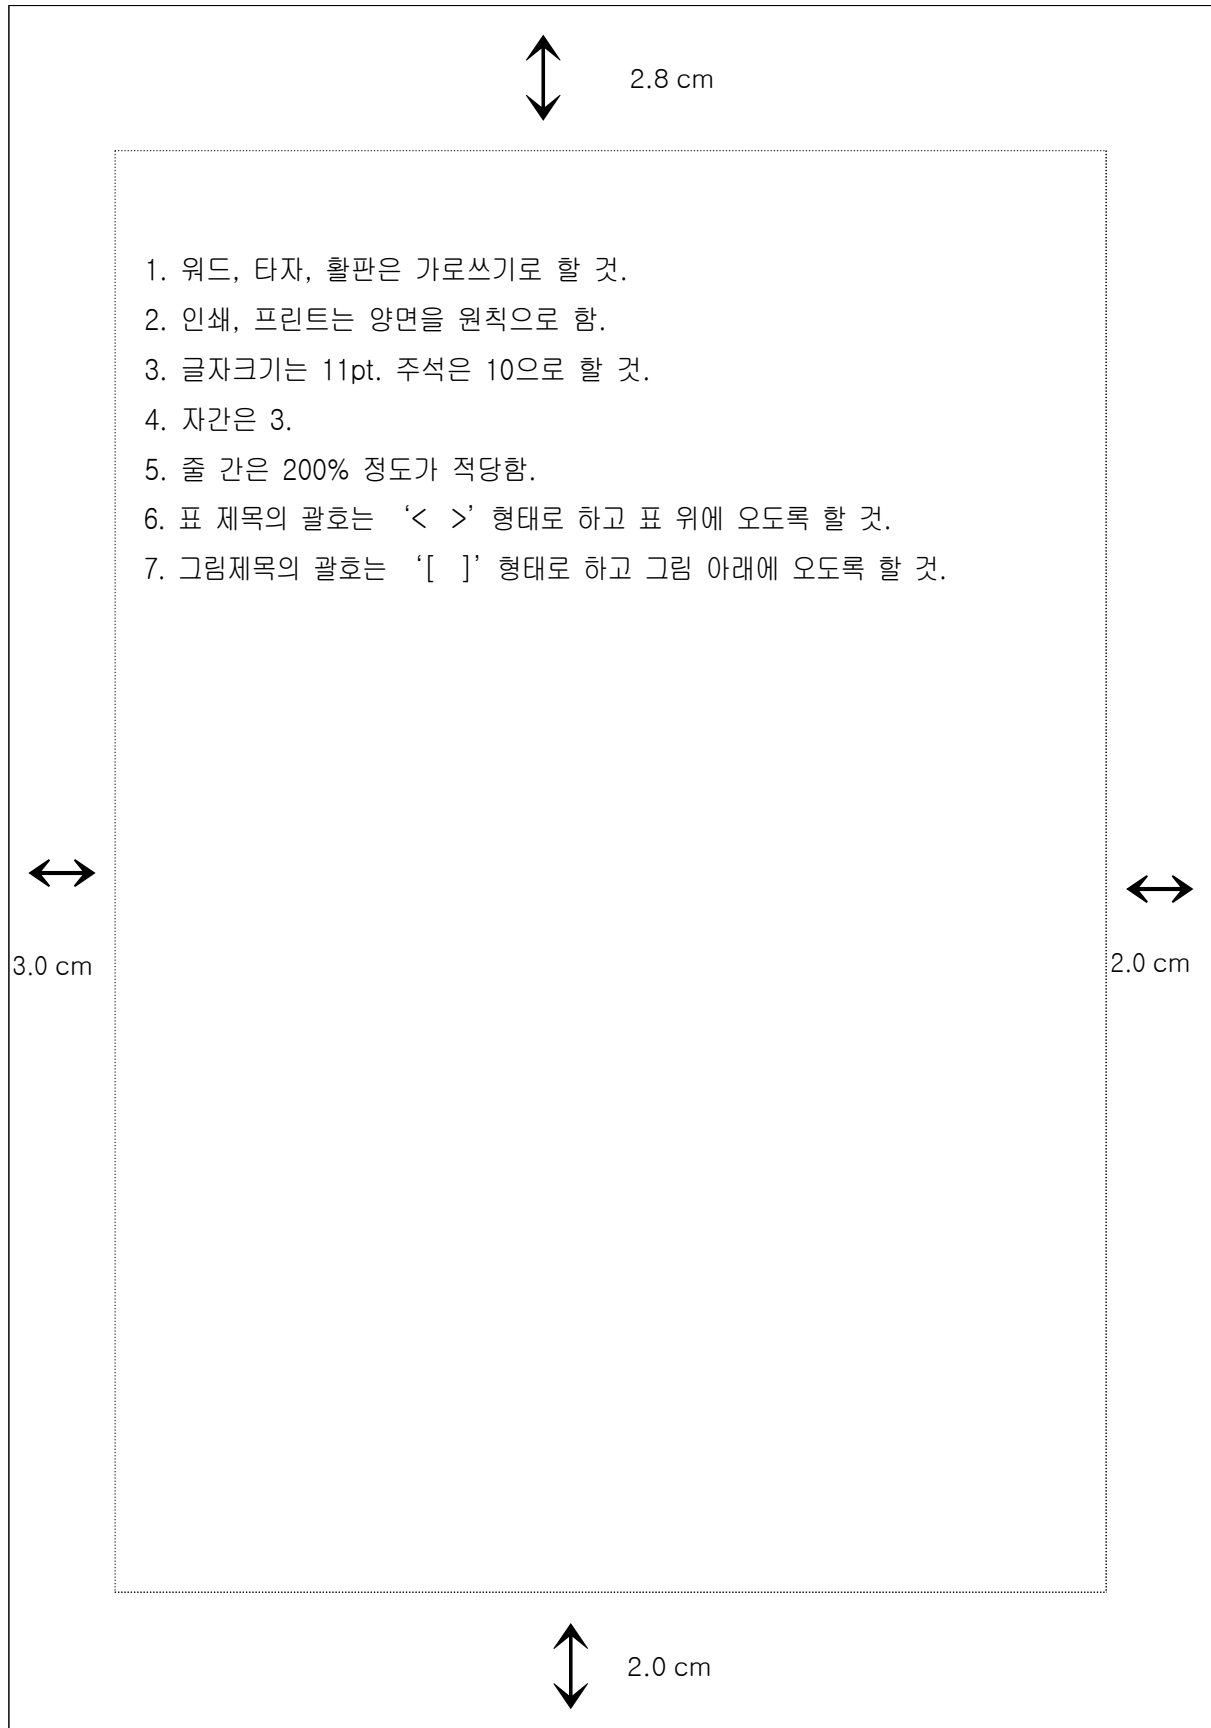 2.8 cm
1. 워드, 타자, 활판은 가로쓰기로 할 것.
2. 인쇄, 프린트는 양면을 원칙으로 함.
3. 글자크기는 11pt. 주석은 10으로 할 것.
4. 자간은 3.
5. 줄 간은 200% 정도가 적당함.
6. 표 제목의 괄호는 ‘< >’ 형태로 하고 표 위에 오도록 할 것.
7. 그림제목의 괄호는 ‘[ ]’ 형태로 하고 그림 아래에 오도록 할 것.
3.0 cm
2.0 cm
2.0 cm